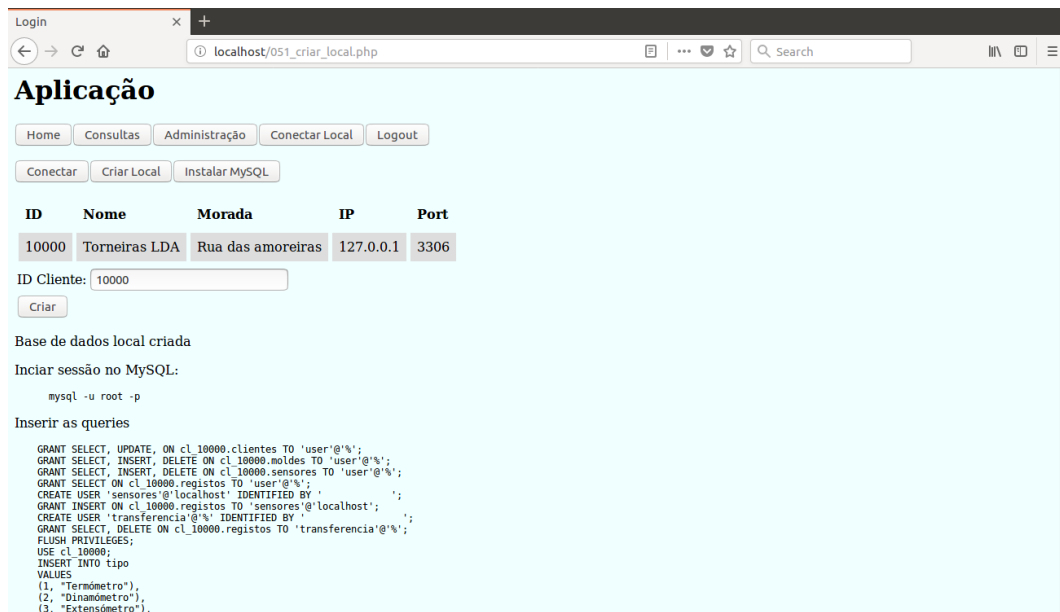 Login
localhost/051_criar_local.php
Search
Aplicação
Home Consultas Administração Conectar Local Logout
Conectar Criar Local Instalar MySQL
ID Nome Morada IP Port
10000 Torneiras LDA Rua das amoreiras 127.0.0.1 3306
ID Cliente: 10000
Criar
Base de dados local criada
Inciar sessão no MySQL:
mysql -u root -p
Inserir as queries
GRANT SELECT, UPDATE, ON cl_10000.clientes TO 'user'@'%';
GRANT SELECT, INSERT, DELETE ON cl_10000.moldes TO 'user'@'%';
GRANT SELECT, INSERT, DELETE ON cl_10000.sensores TO 'user'@'%';
GRANT SELECT ON cl_10000.registos TO 'user'@'%';
CREATE USER 'sensores'@'localhost' IDENTIFIED BY ' ';
GRANT INSERT ON cl_10000.registos TO 'sensores'@'localhost';
CREATE USER 'transferencia'@'%' IDENTIFIED BY ' ';
GRANT SELECT, DELETE ON cl_10000.registos TO 'transferencia'@'%';
FLUSH PRIVILEGES;
USE cl_10000;
INSERT INTO tipo
VALUES
(1, "Termómetro"),
(2, "Dinamómetro"),
(3, "Extensómetro"),